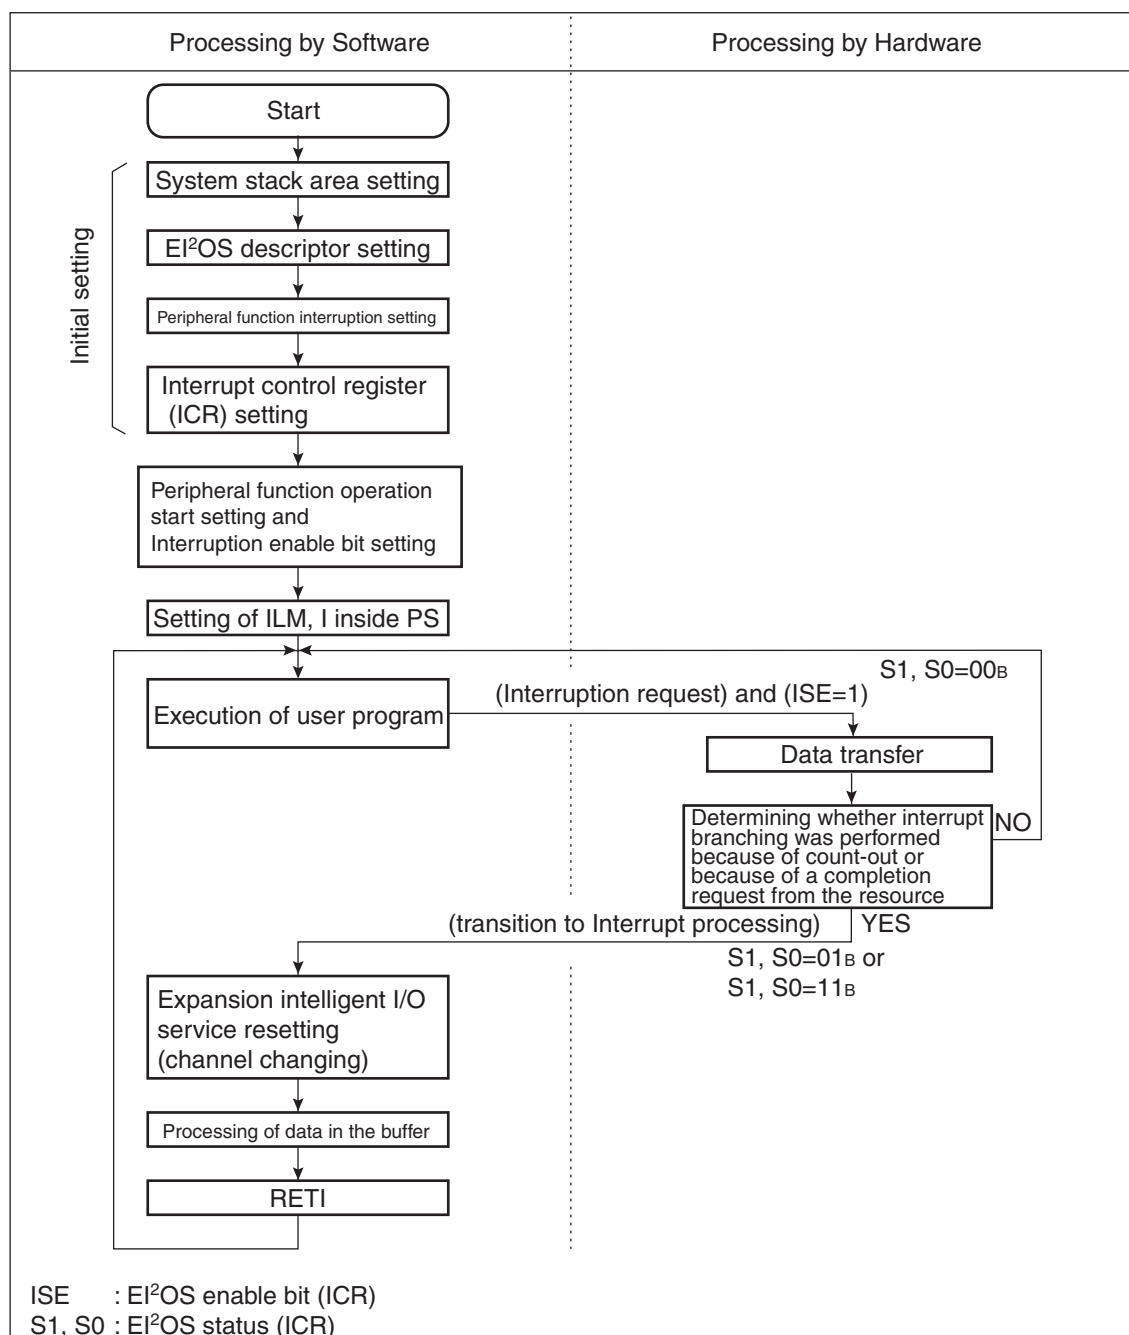 Processing by Software
Processing by Hardware
Start
Initial setting
System stack area setting
EI²OS descriptor setting
Peripheral function interruption setting
Interrupt control register
(ICR) setting
Peripheral function operation
start setting and
Interruption enable bit setting
Setting of ILM, I inside PS
S1, S0=00B
Execution of user program
(Interruption request) and (ISE=1)
Data transfer
Determining whether interrupt
branching was performed
because of count-out or
because of a completion
request from the resource
NO
(transition to Interrupt processing)
YES
S1, S0=01B or
S1, S0=11B
Expansion intelligent I/O
service resetting
(channel changing)
Processing of data in the buffer
RETI
ISE : EI²OS enable bit (ICR)
S1, S0 : EI²OS status (ICR)